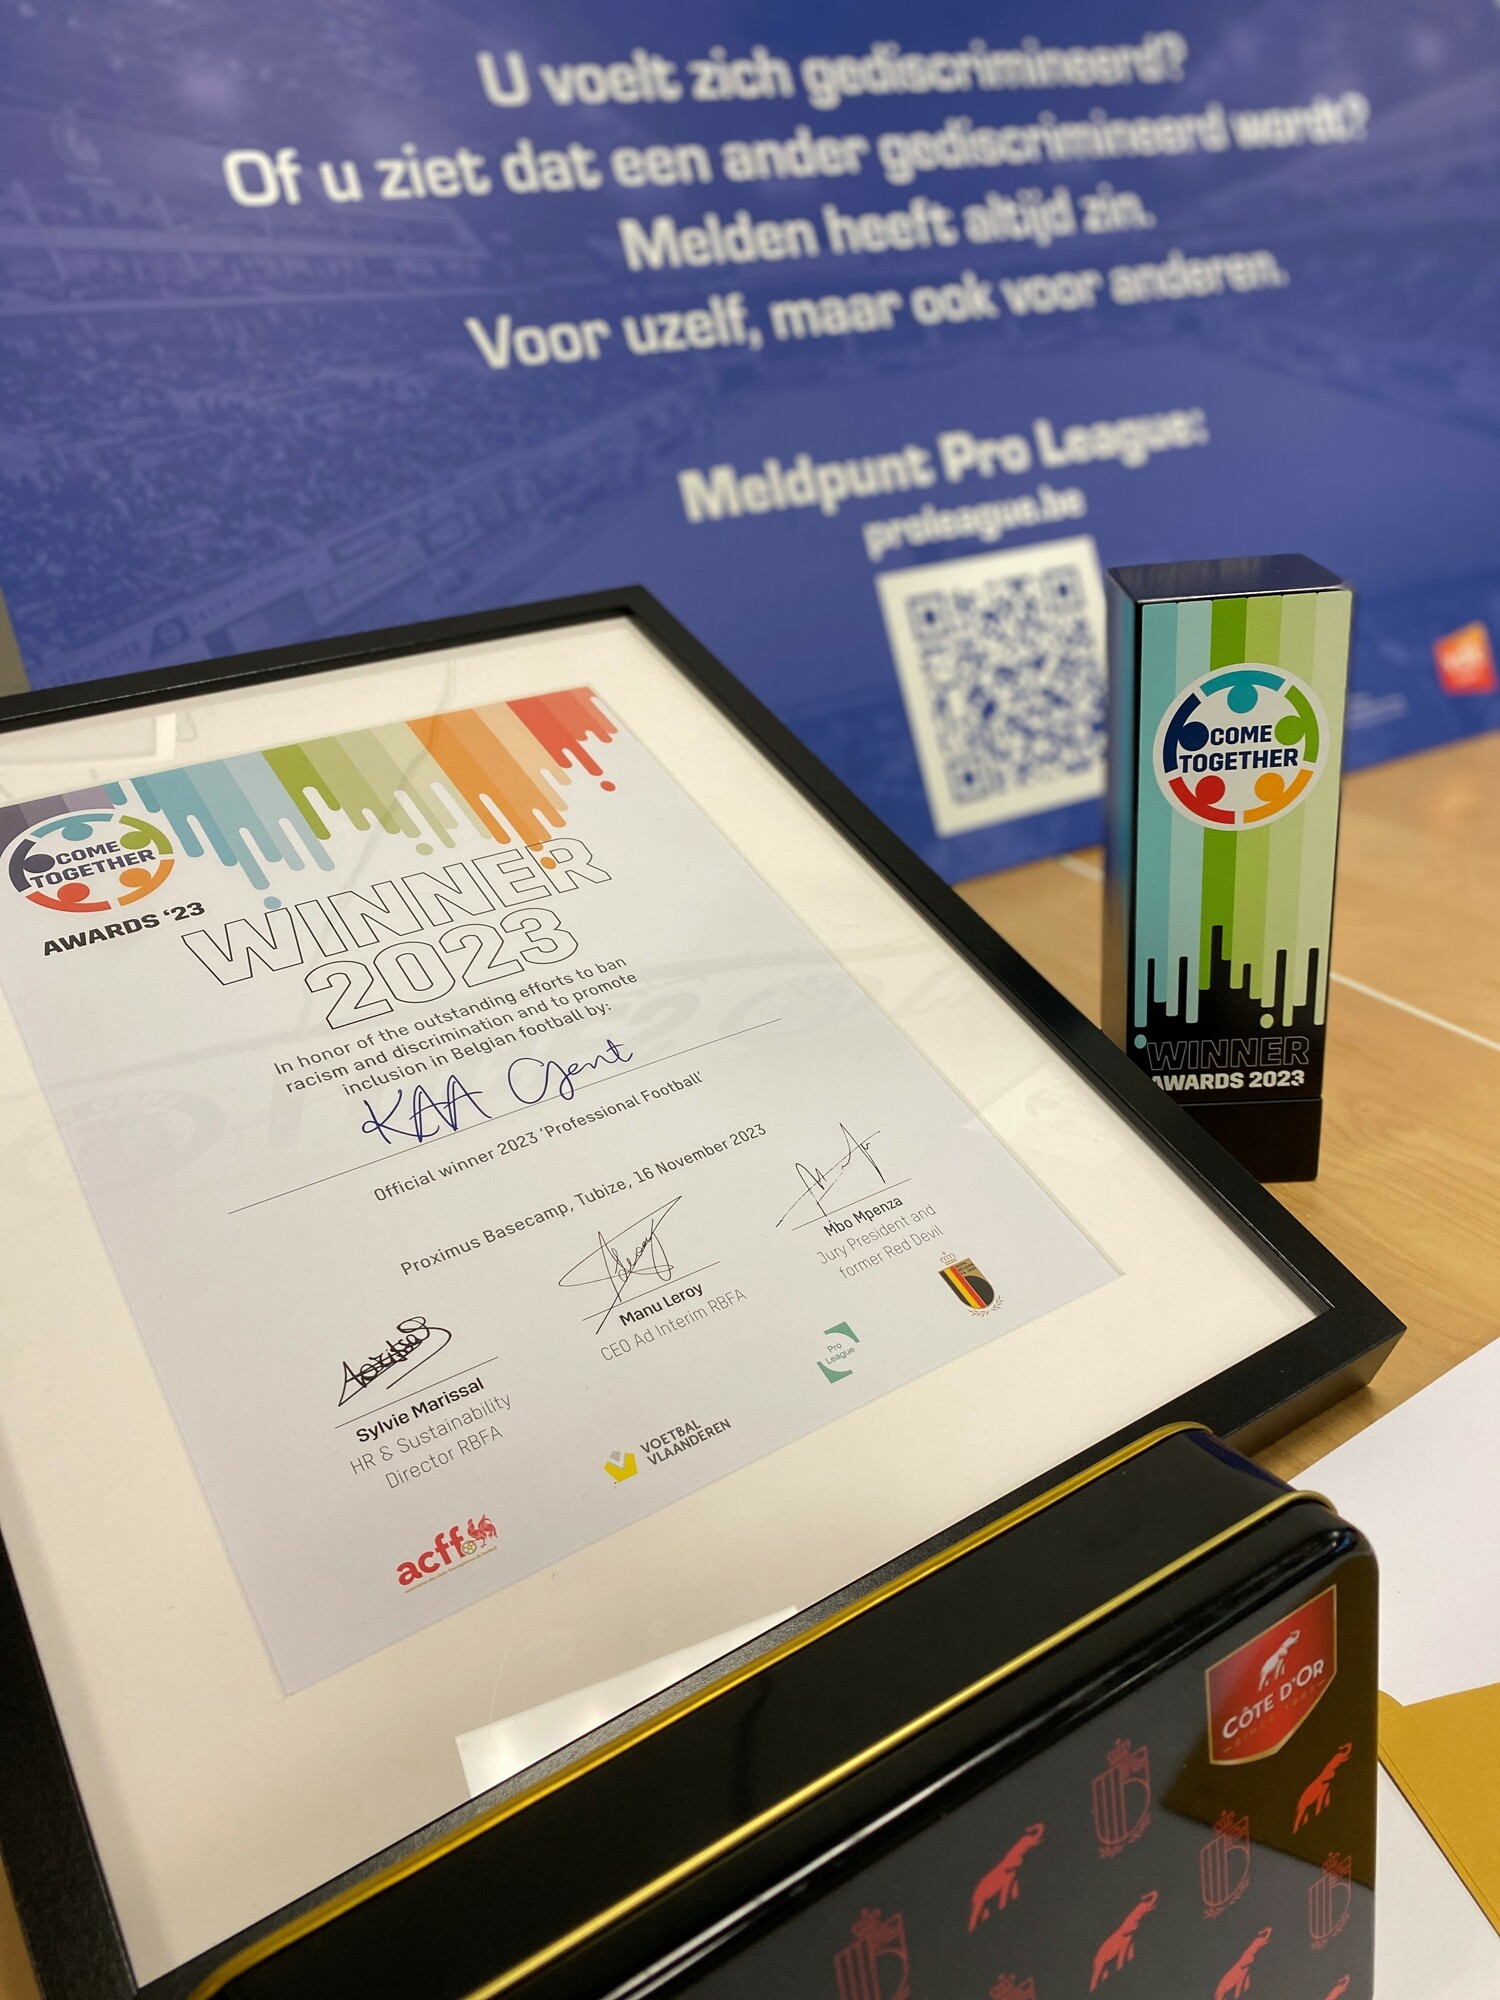 U voelt zich gediscrimineerd?
Of u ziet dat een ander gediscrimineerd wordt?
Melden heeft altijd zin.
Voor uzelf, maar ook voor anderen.
Meldpunt Pro League:
proleague.be
COME
TOGETHER
WINNER
AWARDS 2023
COME
TOGETHER
AWARDS '23
WINNER
2023
In honor of the outstanding efforts to ban
racism and discrimination and to promote
inclusion in Belgian football by:
KAA Gent
Official winner 2023 'Professional Football'
Proximus Basecamp, Tubize, 16 November 2023
Mbo Mpenza
Jury President and
former Red Devil
Manu Leroy
CEO Ad Interim RBFA
Sylvie Marissal
HR & Sustainability
Director RBFA
Pro
League
VOETBAL
VLAANDEREN
acff
CÔTE D'OR